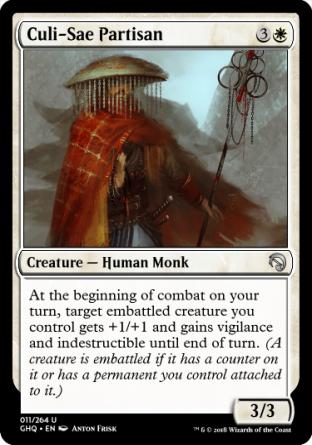 Culi-Sae Partisan 3
Creature — Human Monk
At the beginning of combat on your
turn, target embattled creature you
control gets +1/+1 and gains vigilance
and indestructible until end of turn. (A
creature is embattled if it has a counter
on it or has a permanent you control
attached to it.)
3/3
011/264 U
GHQ • EN Anton Frisk
™ & © 2018 Wizards of the Coast